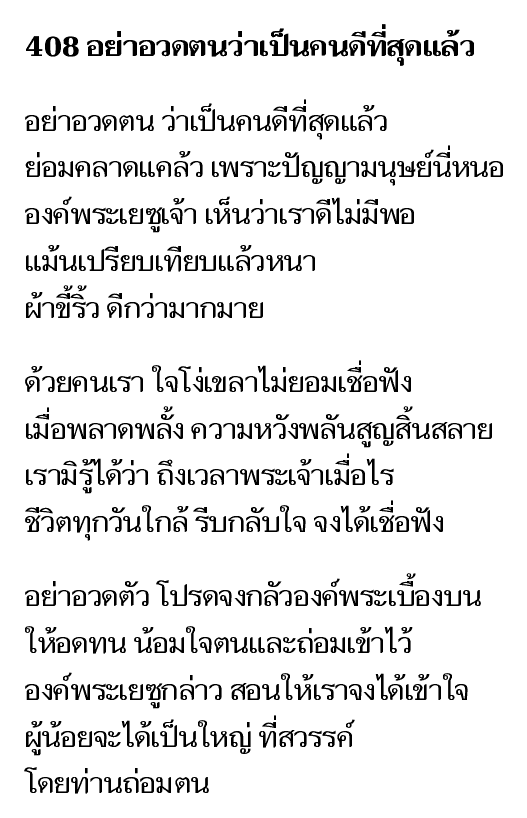 408 อย่าอวดตนว่าเป็นคนดีที่สุดแล้ว
อย่าอวดตน ว่าเป็นคนดีที่สุดแล้ว
ย่อมคลาดแคล้ว เพราะปัญญามนุษย์นี่หนอ
องค์พระเยซูเจ้า เห็นว่าเราดีไม่มีพอ
แม้นเปรียบเทียบแล้วหนา
ผ้าขี้ริ้ว ดีกว่ามากมาย
ด้วยคนเรา ใจโง่เขลาไม่ยอมเชื่อฟัง
เมื่อพลาดพลั้ง ความหวังพลันสูญสิ้นสลาย
เรามิรู้ได้ว่า ถึงเวลาพระเจ้าเมื่อไร
ชีวิตทุกวันใกล้ รีบกลับใจ จงได้เชื่อฟัง
อย่าอวดตัว โปรดจงกลัวองค์พระเบื้องบน
ให้อดทน น้อมใจตนและถ่อมเข้าไว้
องค์พระเยซูกล่าว สอนให้เราจงได้เข้าใจ
ผู้น้อยจะได้เป็นใหญ่ ที่สวรรค์
โดยท่านถ่อมตน